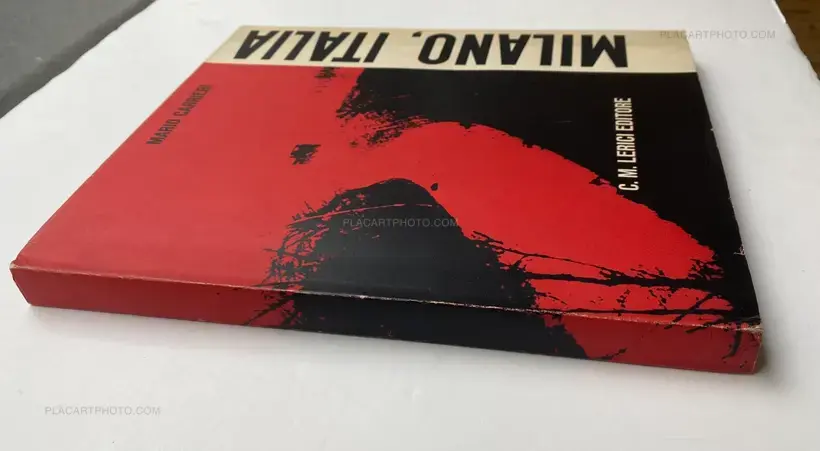 MILANO, ITALIA
MARIO CARRIERI
C. M. LERICI EDITORE
PLACARTPHOTO.COM
PLACARTPHOTO.COM
PLACARTPHOTO.COM